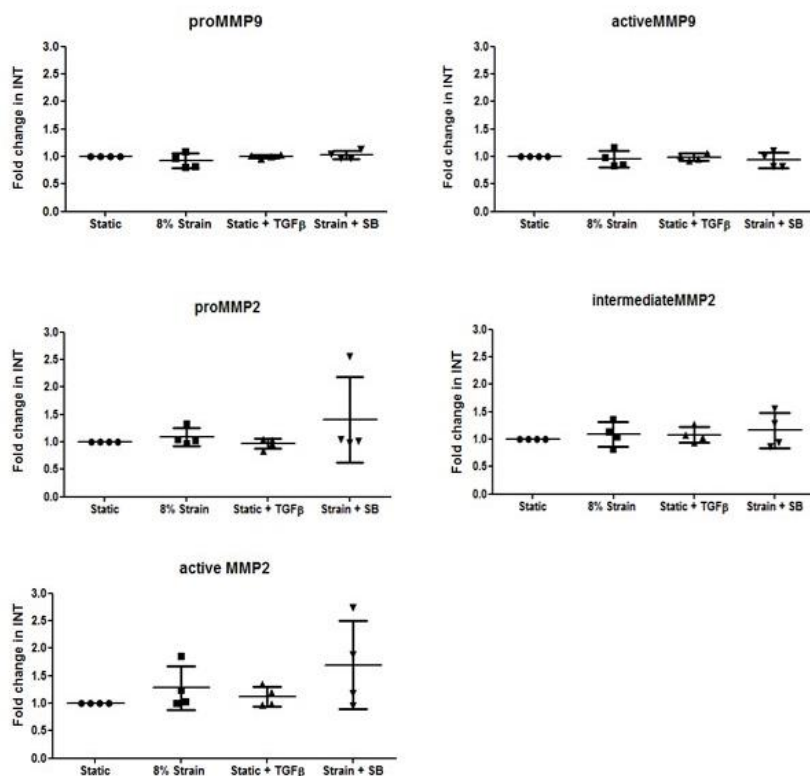 proMMP9
Fold change in INT
3.0
2.5
2.0
1.5
1.0
0.5
0.0
Static 8% Strain Static + TGFβ Strain + SB
activeMMP9
Fold change in INT
3.0
2.5
2.0
1.5
1.0
0.5
0.0
Static 8% Strain Static + TGFβ Strain + SB
proMMP2
Fold change in INT
3.0
2.5
2.0
1.5
1.0
0.5
0.0
Static 8% Strain Static + TGFβ Strain + SB
intermediateMMP2
Fold change in INT
3.0
2.5
2.0
1.5
1.0
0.5
0.0
Static 8% Strain Static + TGFβ Strain + SB
active MMP2
Fold change in INT
3.0
2.5
2.0
1.5
1.0
0.5
0.0
Static 8% Strain Static + TGFβ Strain + SB